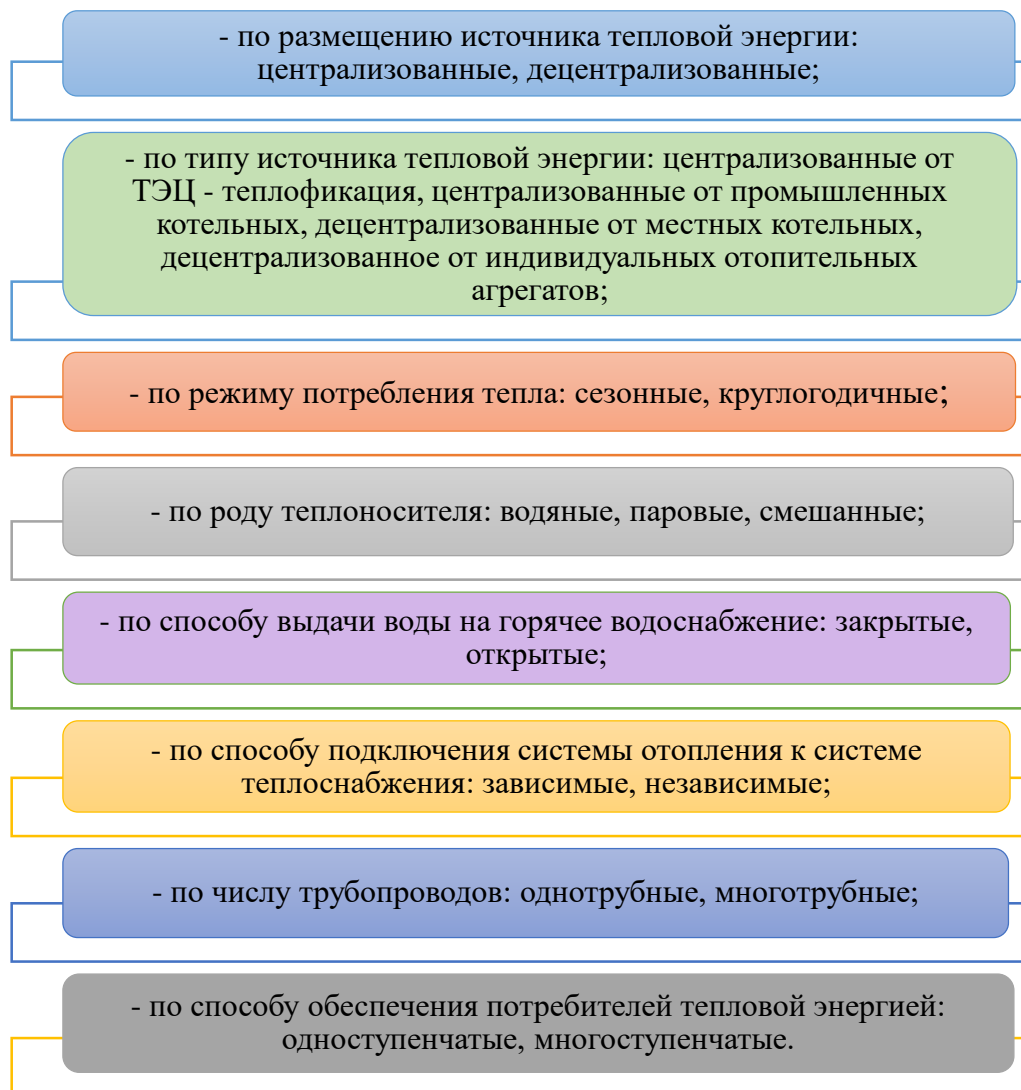 - по размещению источника тепловой энергии:
централизованные, децентрализованные;
- по типу источника тепловой энергии: централизованные от
ТЭЦ - теплофикация, централизованные от промышленных
котельных, децентрализованные от местных котельных,
децентрализованное от индивидуальных отопительных
агрегатов;
- по режиму потребления тепла: сезонные, круглогодичные;
- по роду теплоносителя: водяные, паровые, смешанные;
- по способу выдачи воды на горячее водоснабжение: закрытые,
открытые;
- по способу подключения системы отопления к системе
теплоснабжения: зависимые, независимые;
- по числу трубопроводов: однотрубные, многотрубные;
- по способу обеспечения потребителей тепловой энергией:
одноступенчатые, многоступенчатые.